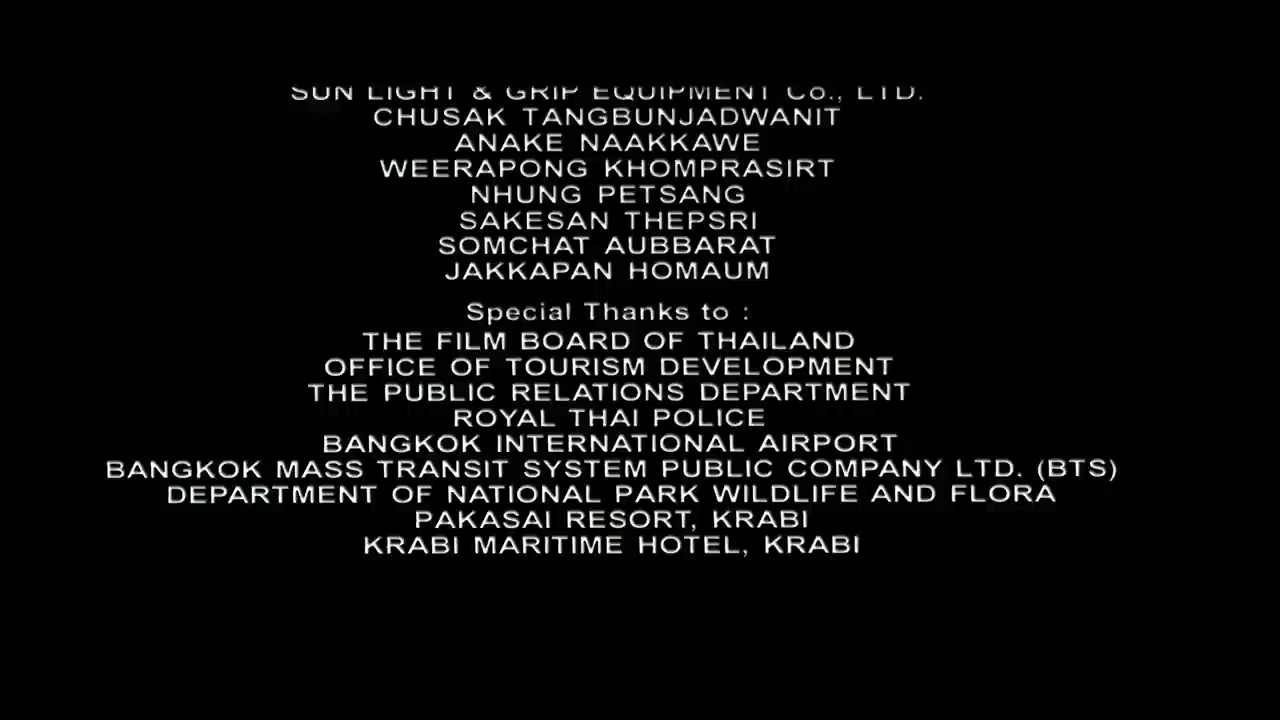 SUN LIGHT & GRIP EQUIPMENT Co., LTD.
CHUSAK TANGBUNJADWANIT
ANAKE NAAKKAWE
WEERAPONG KHOMPRASIRT
NHUNG PETSANG
SAKESAN THEPSRI
SOMCHAT AUBBARAT
JAKKAPAN HOMAUM
Special Thanks to :
THE FILM BOARD OF THAILAND
OFFICE OF TOURISM DEVELOPMENT
THE PUBLIC RELATIONS DEPARTMENT
ROYAL THAI POLICE
BANGKOK INTERNATIONAL AIRPORT
BANGKOK MASS TRANSIT SYSTEM PUBLIC COMPANY LTD. (BTS)
DEPARTMENT OF NATIONAL PARK WILDLIFE AND FLORA
PAKASAI RESORT, KRABI
KRABI MARITIME HOTEL, KRABI